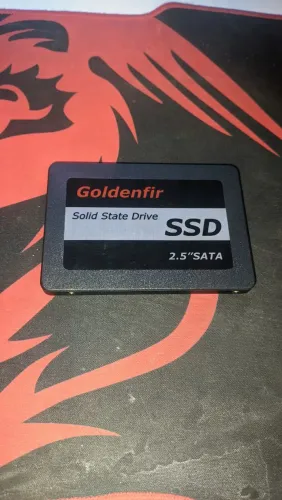 Goldenfir
Solid State Drive
SSD
2.5"SATA